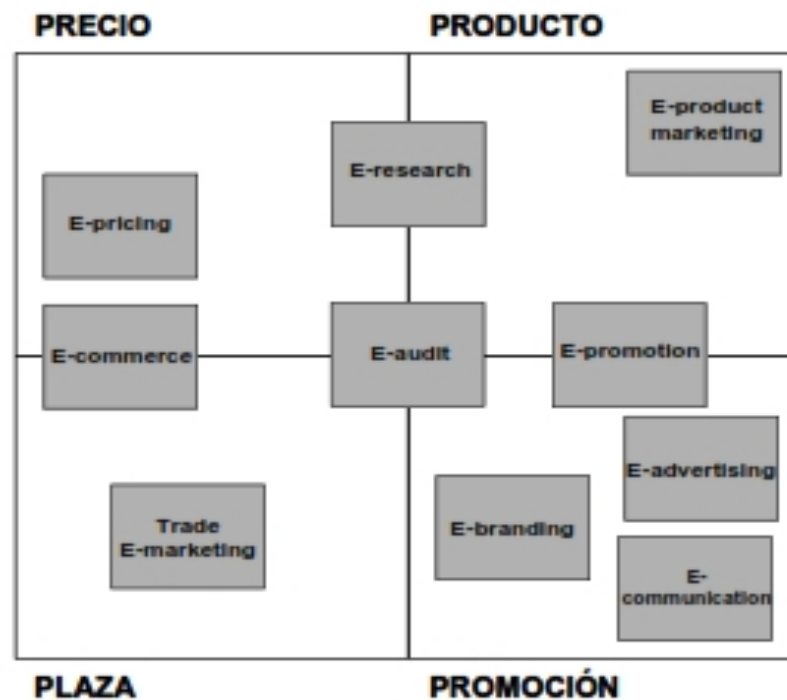 PRECIO
PRODUCTO
E-product
marketing
E-research
E-pricing
E-commerce
E-audit
E-promotion
E-advertising
Trade
E-marketing
E-branding
E-
communication
PLAZA
PROMOCIÓN